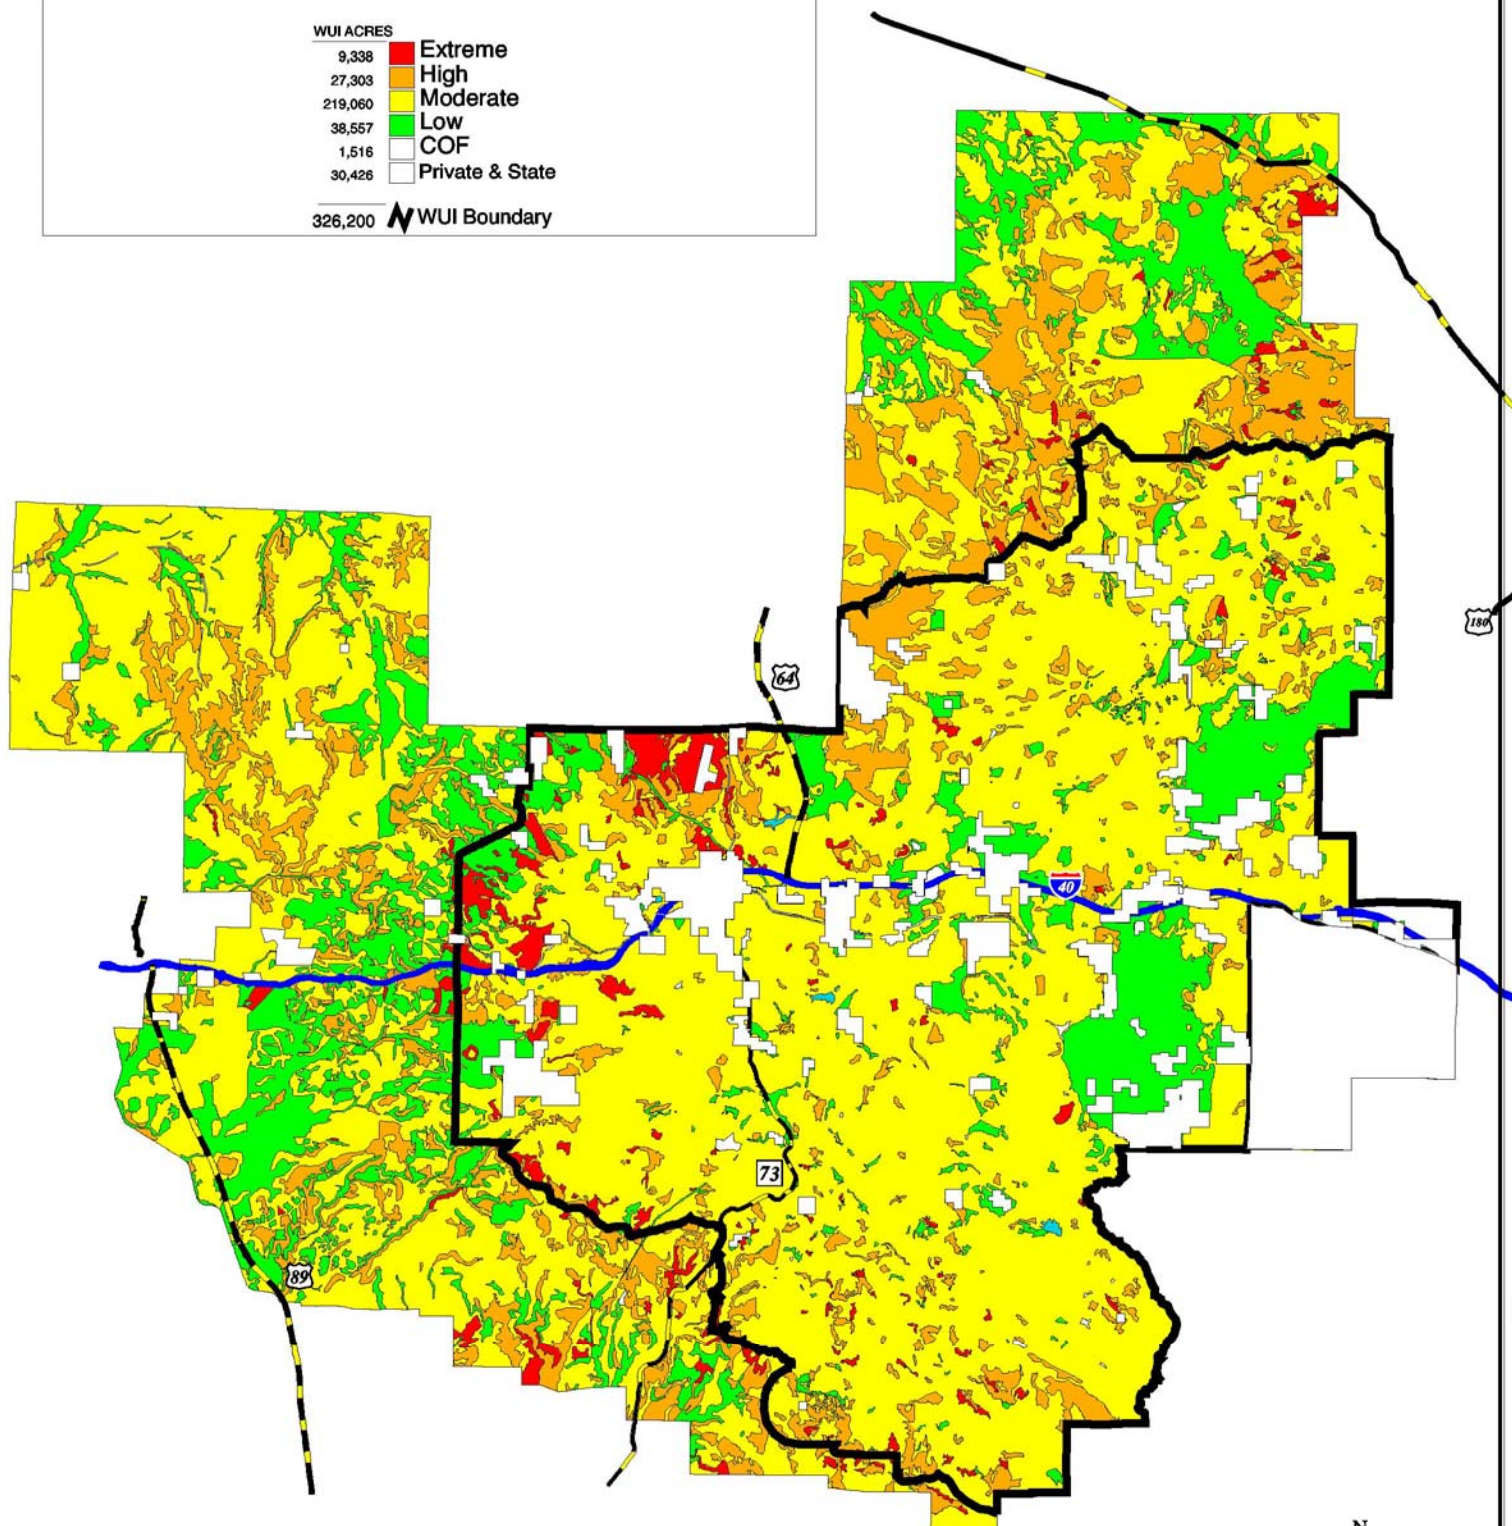 WUI ACRES
9,338 Extreme
27,303 High
219,060 Moderate
38,557 Low
1,516 COF
30,426 Private & State
326,200 WUI Boundary
180
64
40
73
89
N